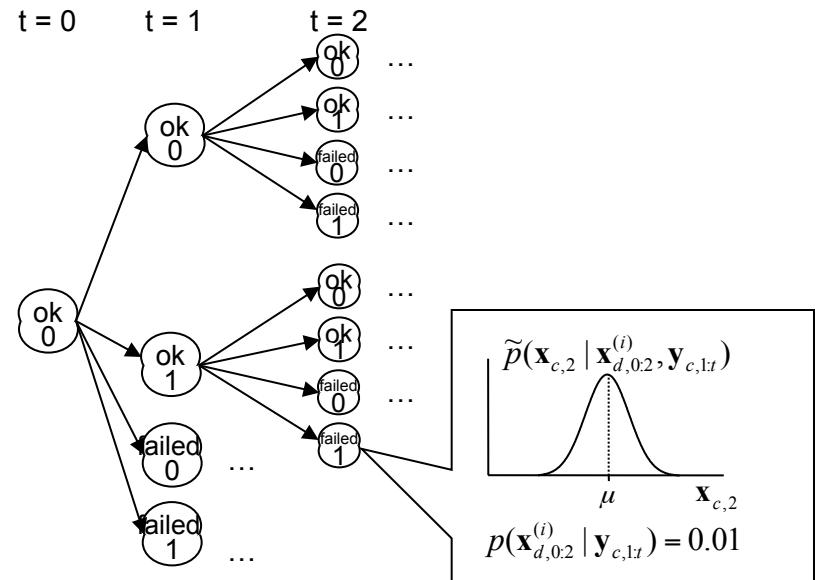 t = 0 t = 1 t = 2
ok
0
…
ok
1
…
ok
0
failed
0
…
failed
1
…
ok
0
ok
0
…
ok
1
…
ok
1
failed
0
…
failed
1
failed
0
…
failed
1
…
p̃(x_{c,2} | x_{d,0:2}^{(i)}, y_{c,1:t})
μ x_{c,2}
p(x_{d,0:2}^{(i)} | y_{c,1:t}) = 0.01